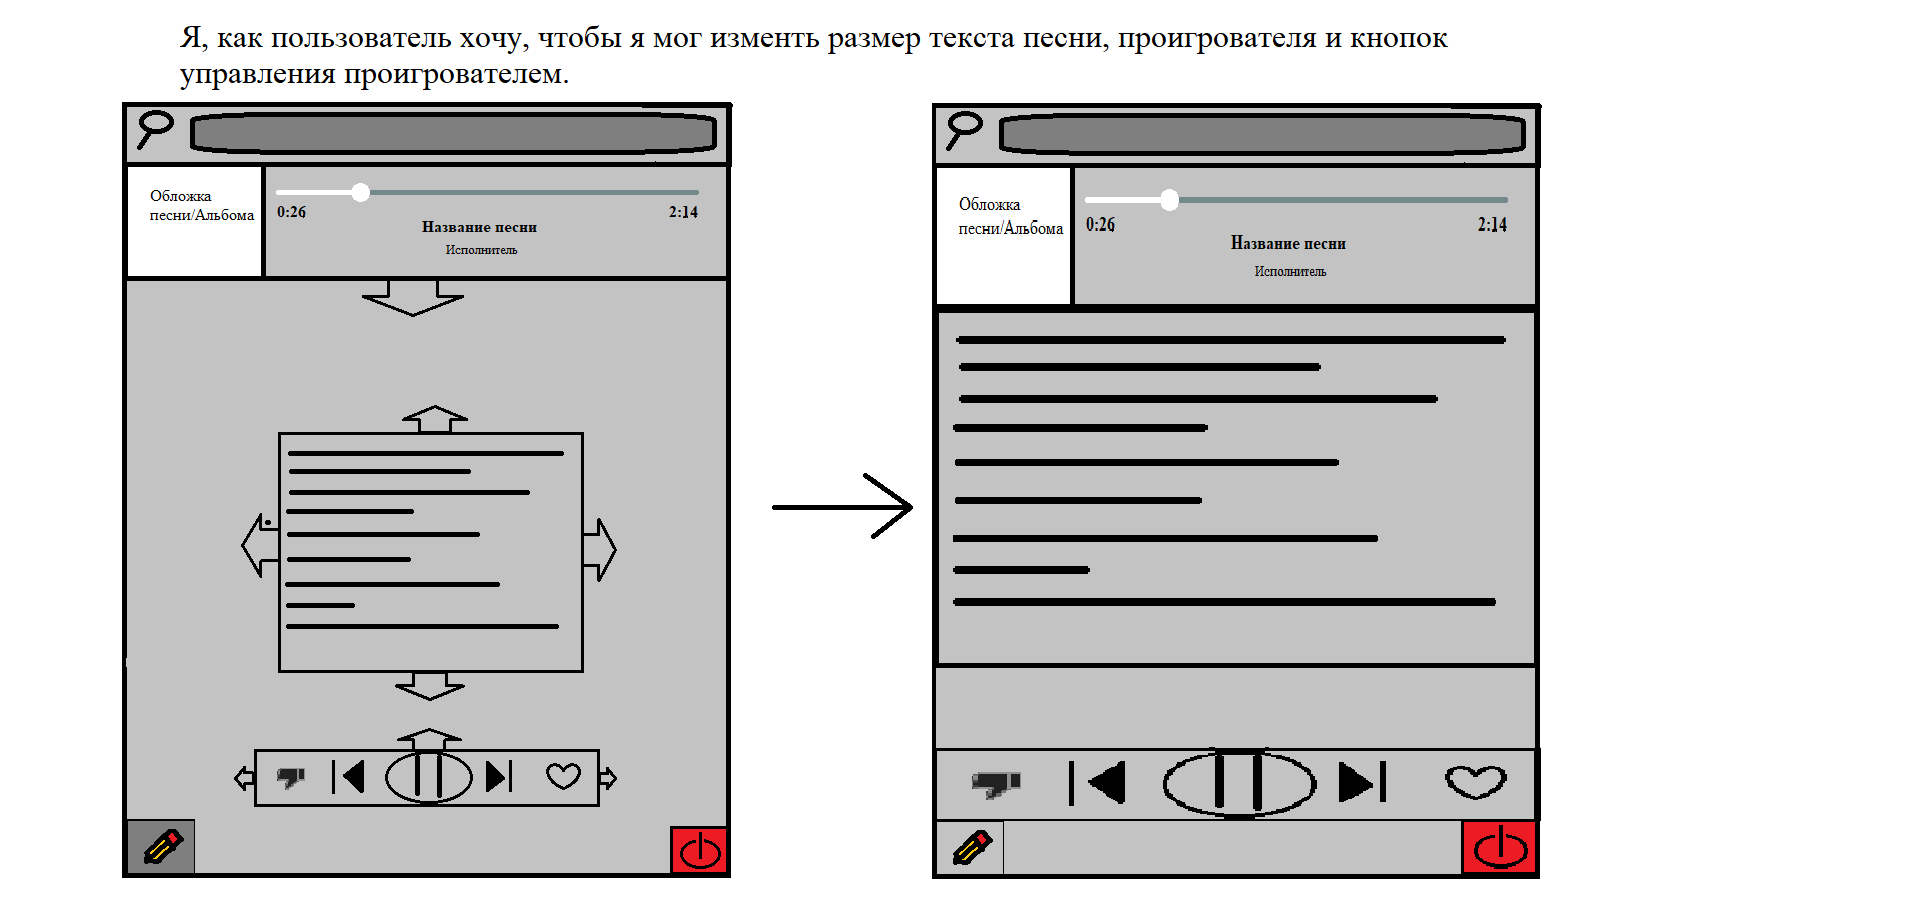 Я, как пользователь хочу, чтобы я мог изменть размер текста песни, проигрователя и кнопок
управления проигрователем.
Обложка
песни/Альбома
0:26
2:14
Название песни
Исполнитель
Обложка
песни/Альбома
0:26
2:14
Название песни
Исполнитель